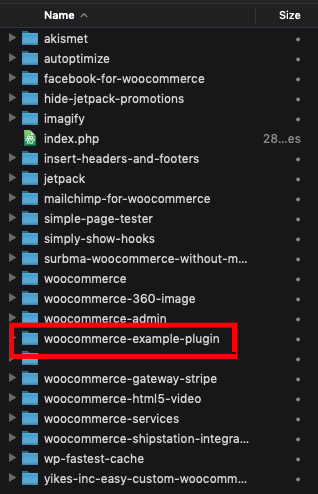 Name Size
akismet
autoptimize
facebook-for-woocommerce
hide-jetpack-promotions
imagify
index.php 28...es
insert-headers-and-footers
jetpack
mailchimp-for-woocommerce
simple-page-tester
simply-show-hooks
surbma-woocommerce-without-m...
woocommerce
woocommerce-360-image
woocommerce-admin
woocommerce-example-plugin
woocommerce-gateway-stripe
woocommerce-html5-video
woocommerce-services
woocommerce-shipstation-integra...
wp-fastest-cache
yikes-inc-easy-custom-woocomm...